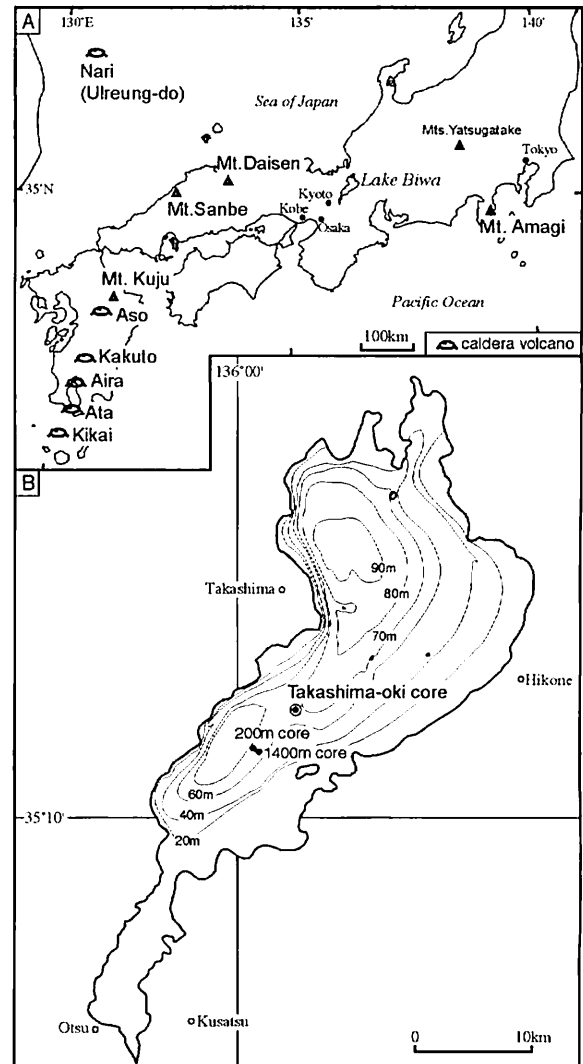 A
130°E
135°
140°
Nari
(Ulreung-do)
Sea of Japan
Mts.Yatsugatake
Tokyo
Mt.Daisen
Lake Biwa
35°N
Kyoto
Mt.Sanbe
Kobe
Osaka
Mt. Amagi
Mt. Kuju
Aso
Pacific Ocean
100km
caldera volcano
Kakuto
Aira
Ata
Kikai
136°00'
B
90m
Takashima
80m
70m
Hikone
Takashima-oki core
200m core
1400m core
60m
40m
35°10'
20m
Otsu
Kusatsu
0
10km